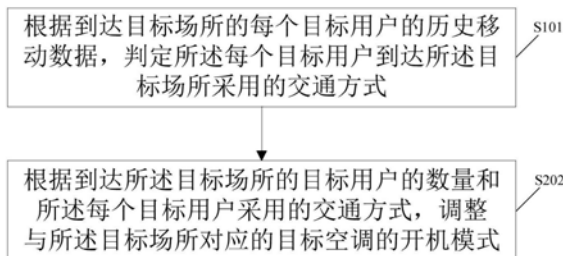 根据到达目标场所的每个目标用户的历史移
动数据，判定所述每个目标用户到达所述目
标场所采用的交通方式
S101
根据到达所述目标场所的目标用户的数量和
所述每个目标用户采用的交通方式，调整
与所述目标场所对应的目标空调的开机模式
S202